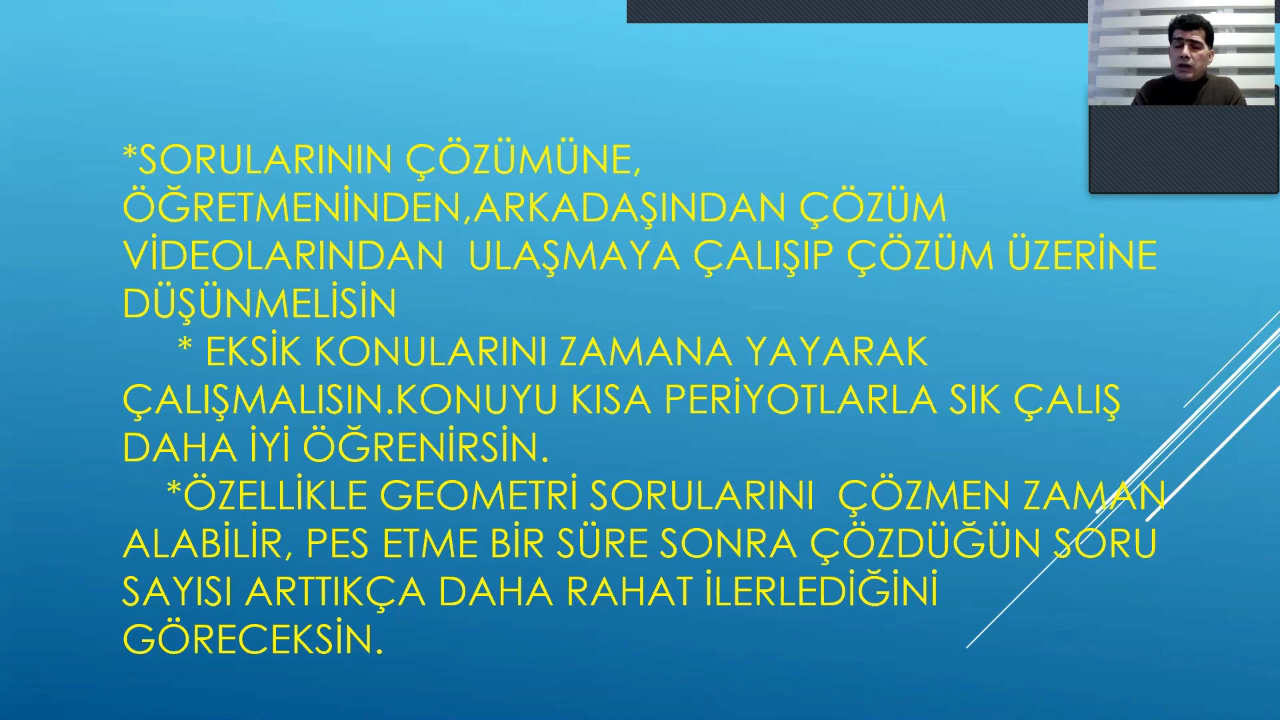 *SORULARININ ÇÖZÜMÜNE,
ÖĞRETMENİNDEN,ARKADAŞINDAN ÇÖZÜM
VİDEOLARINDAN ULAŞMAYA ÇALIŞIP ÇÖZÜM ÜZERİNE
DÜŞÜNMELİSİN
* EKSİK KONULARINI ZAMANA YAYARAK
ÇALIŞMALISIN.KONUYU KISA PERİYOTLARLA SIK ÇALIŞ
DAHA İYİ ÖĞRENİRSİN.
*ÖZELLİKLE GEOMETRİ SORULARINI ÇÖZMEN ZAMAN
ALABİLİR, PES ETME BİR SÜRE SONRA ÇÖZDÜĞÜN SORU
SAYISI ARTTIKÇA DAHA RAHAT İLERLEDİĞİNİ
GÖRECEKSİN.